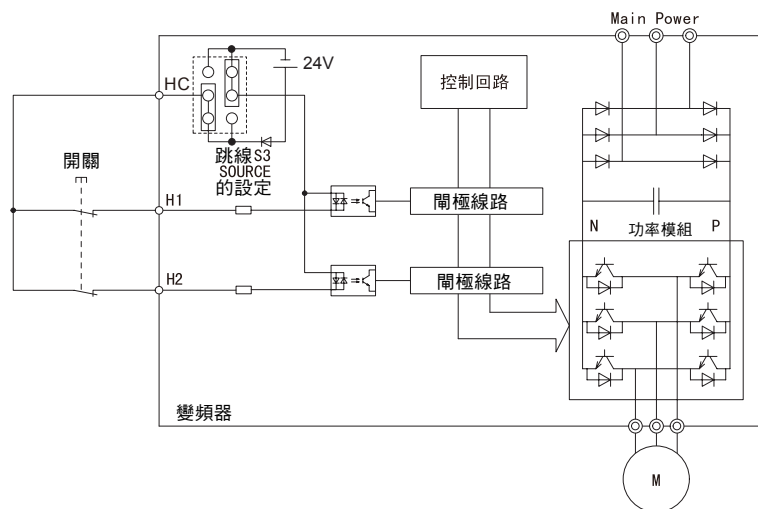 Main Power
HC
24V
控制回路
跳線S3
SOURCE
的設定
開關
H1
閘極線路
N
功率模組
P
H2
閘極線路
變頻器
M